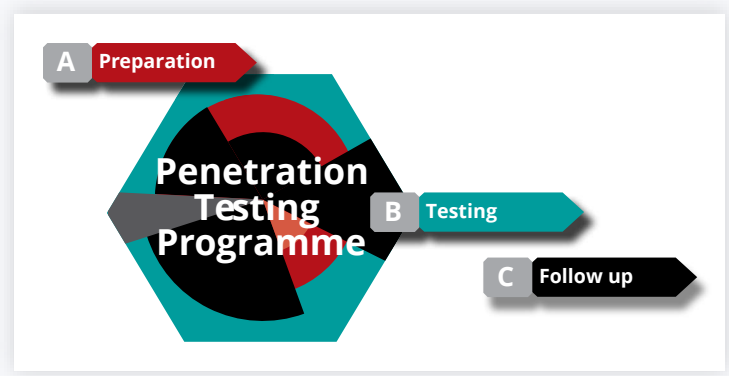 A Preparation
Penetration
Testing
Programme
B Testing
C Follow up